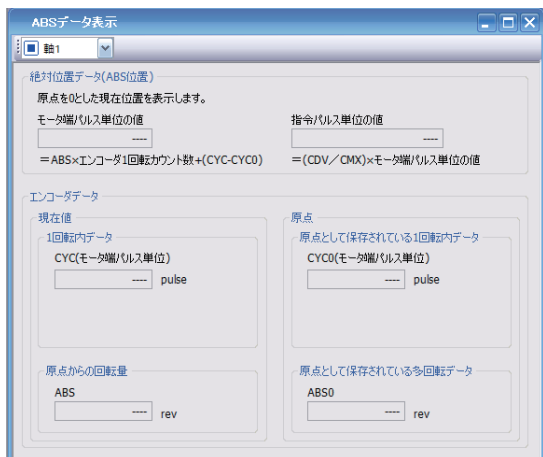 ABSデータ表示
軸1
絶対位置データ(ABS位置)
原点を0とした現在位置を表示します。
モータ端パルス単位の値
指令パルス単位の値
----
----
＝ABS×エンコーダ1回転カウント数+(CYC-CYC0)
＝(CDV／CMX)×モータ端パルス単位の値
エンコーダデータ
現在値
1回転内データ
CYC(モータ端パルス単位)
---- pulse
原点からの回転量
ABS
---- rev
原点
原点として保存されている1回転内データ
CYC0(モータ端パルス単位)
---- pulse
原点として保存されている多回転データ
ABS0
---- rev